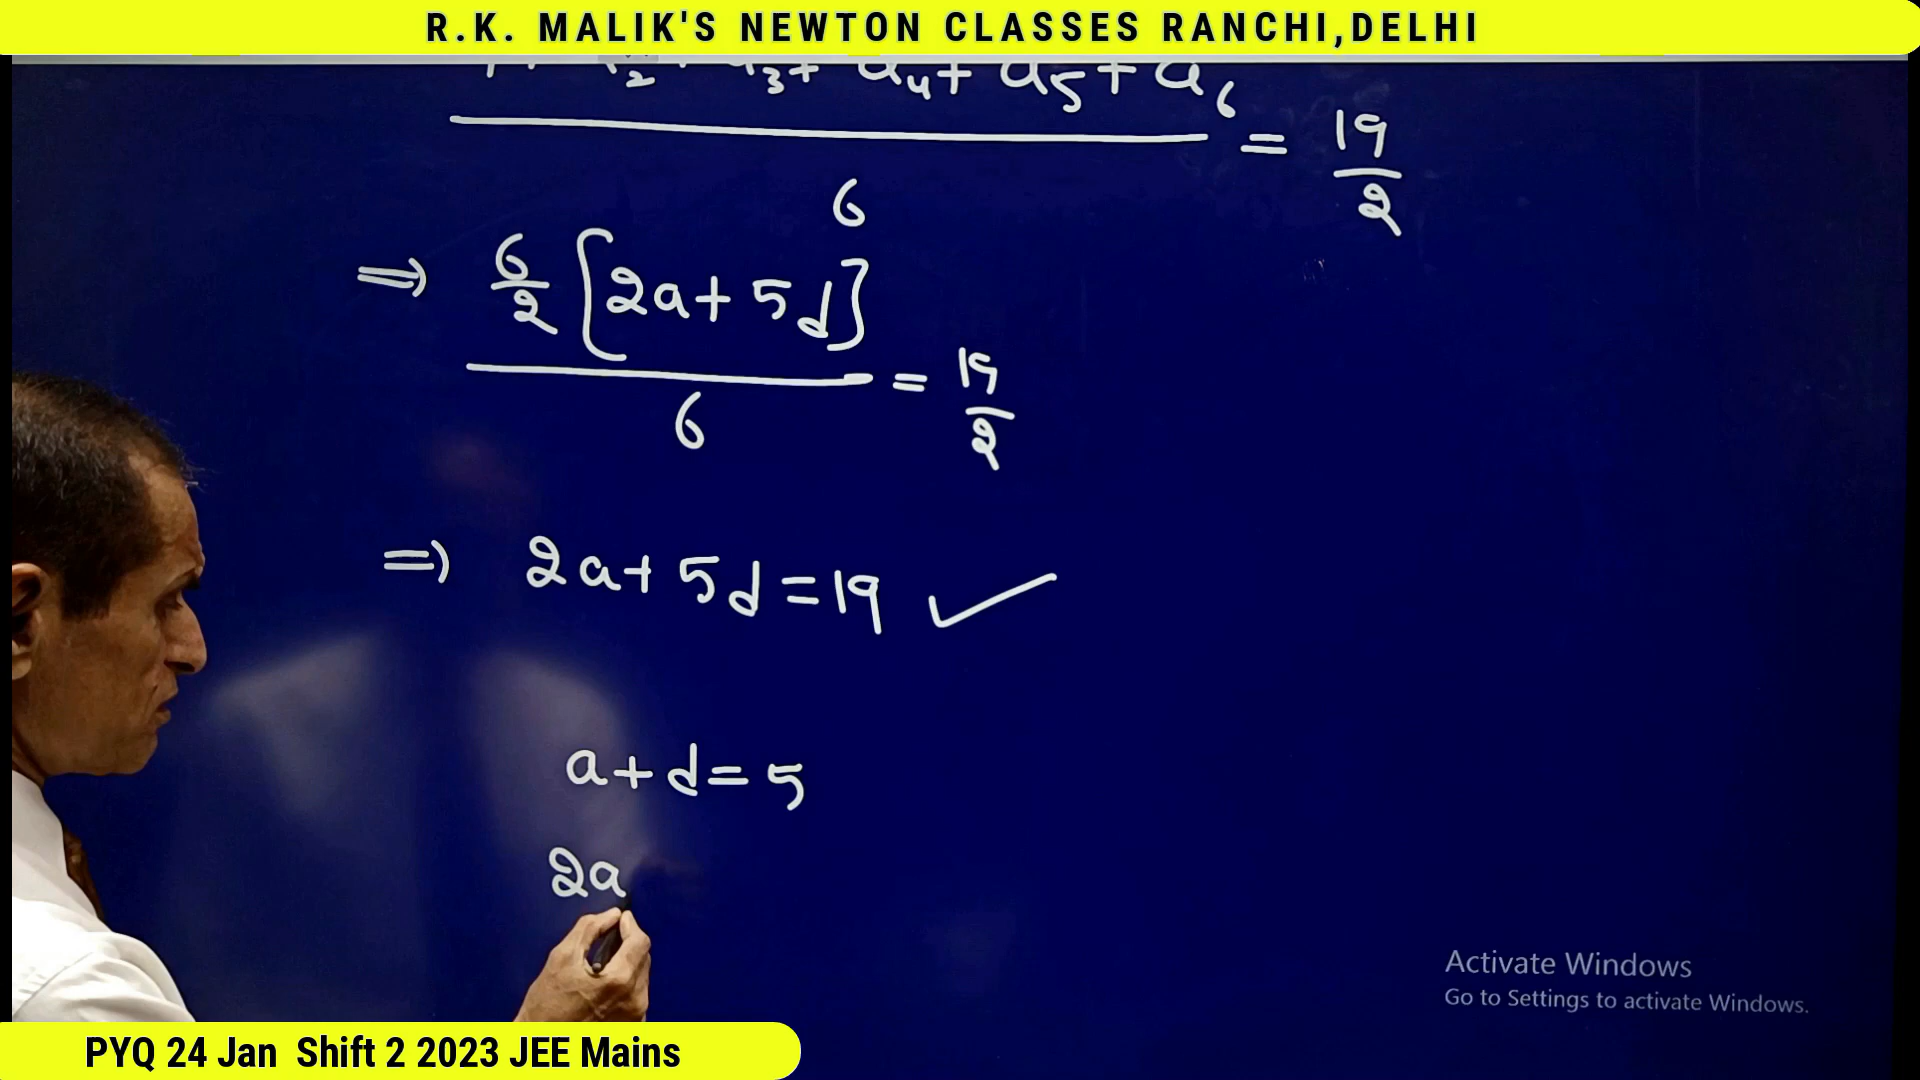 R.K. MALIK'S NEWTON CLASSES RANCHI,DELHI
2 + 3 + a4 + a5 + a6 / 6 = 19/2
⇒ 6/2 [2a + 5d] / 6 = 19/2
⇒ 2a + 5d = 19 ✓
a + d = 5
2a
Activate Windows
Go to Settings to activate Windows.
PYQ 24 Jan Shift 2 2023 JEE Mains